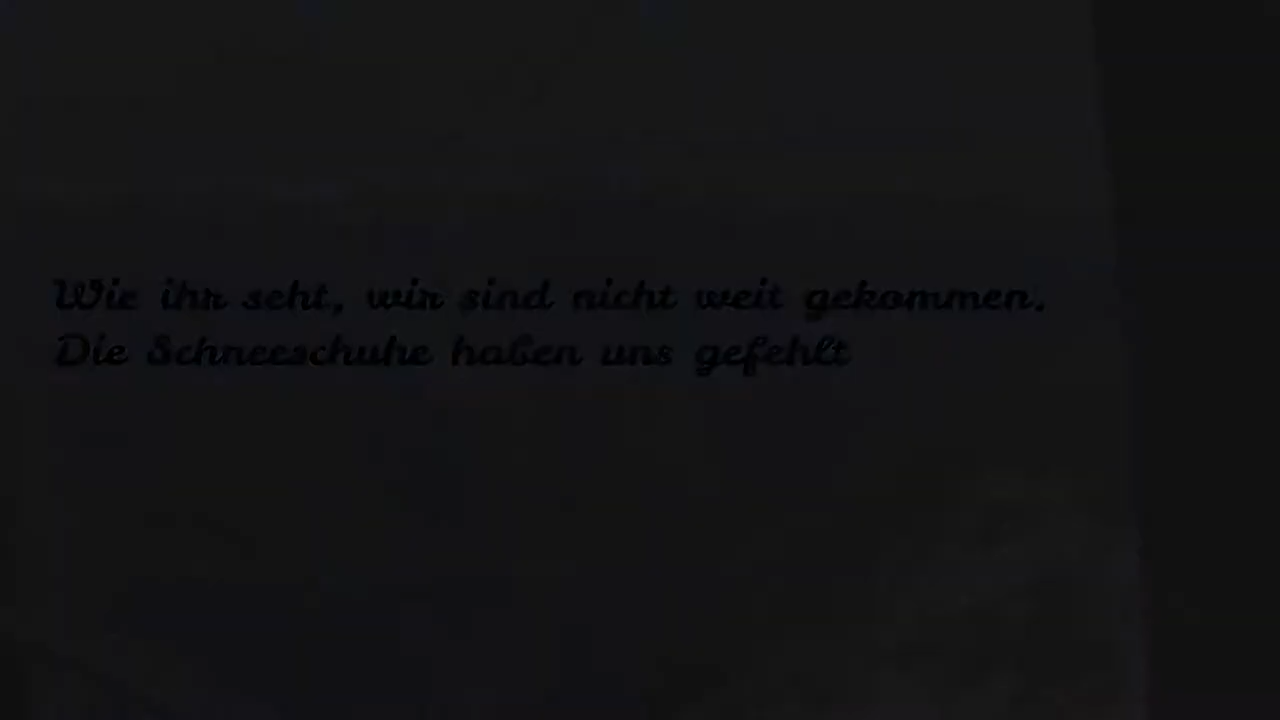 Wie ihr seht, wir sind nicht weit gekommen.
Die Schneeschuhe haben uns gefehlt